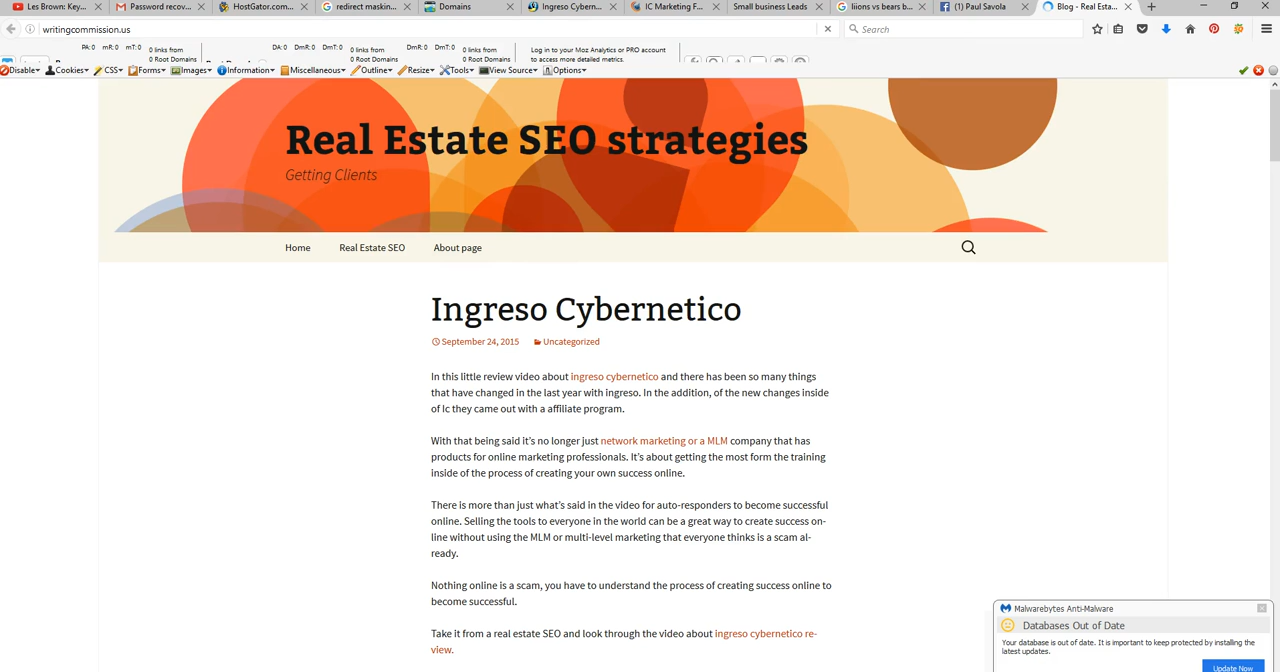 Les Brown: Key...
Password recov...
HostGator.com...
redirect maskin...
Domains
Ingreso Cybern...
IC Marketing F...
Small business Leads
liions vs bears b...
(1) Paul Savola
Blog - Real Esta...
writingcommission.us
Search
PA: 0 mR: 0 mT: 0 0 links from 0 Root Domains
DA: 0 DmR: 0 DmT: 0 0 links from 0 Root Domains
DmR: 0 DmT: 0 0 links from 0 Root Domains
Log in to your Moz Analytics or PRO account
to access more detailed metrics.
Disable Cookies CSS Forms Images Information Miscellaneous Outline Resize Tools View Source Options
Real Estate SEO strategies
Getting Clients
Home Real Estate SEO About page
Ingreso Cybernetico
September 24, 2015 Uncategorized
In this little review video about ingreso cybernetico and there has been so many things
that have changed in the last year with ingreso. In the addition, of the new changes inside
of Ic they came out with a affiliate program.
With that being said it's no longer just network marketing or a MLM company that has
products for online marketing professionals. It's about getting the most form the training
inside of the process of creating your own success online.
There is more than just what's said in the video for auto-responders to become successful
online. Selling the tools to everyone in the world can be a great way to create success on-
line without using the MLM or multi-level marketing that everyone thinks is a scam al-
ready.
Nothing online is a scam, you have to understand the process of creating success online to
become successful.
Take it from a real estate SEO and look through the video about ingreso cybernetico re-
view.
Malwarebytes Anti-Malware
Databases Out of Date
Your database is out of date. It is important to keep protected by installing the
latest updates.
Update Now